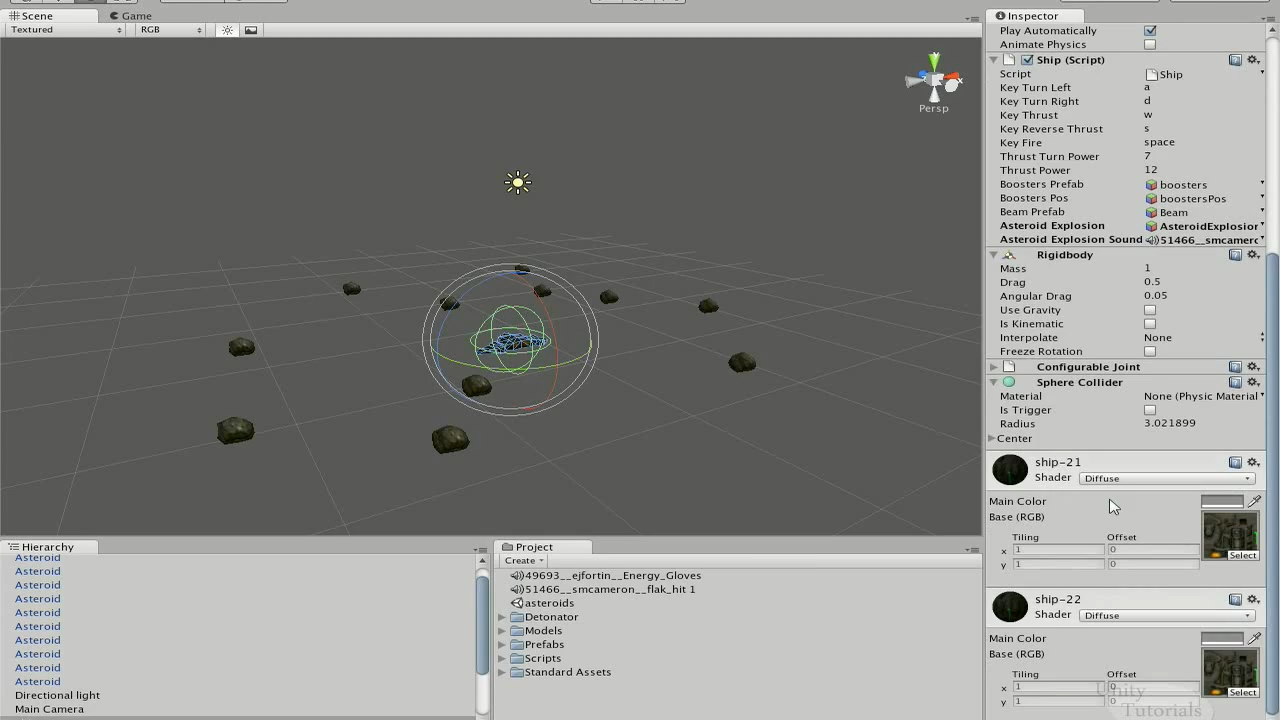 Scene
Game
Textured
RGB
Persp
Inspector
Play Automatically
Animate Physics
Ship (Script)
Script Ship
Key Turn Left a
Key Turn Right d
Key Thrust w
Key Reverse Thrust s
Key Fire space
Thrust Turn Power 7
Thrust Power 12
Boosters Prefab boosters
Boosters Pos boostersPos
Beam Prefab Beam
Asteroid Explosion AsteroidExplosion
Asteroid Explosion Sound 51466__smcamerc
Rigidbody
Mass 1
Drag 0.5
Angular Drag 0.05
Use Gravity
Is Kinematic
Interpolate None
Freeze Rotation
Configurable Joint
Sphere Collider
Material None (Physic Material
Is Trigger
Radius 3.021899
Center
ship-21
Shader Diffuse
Main Color
Base (RGB)
Tiling Offset
x 1 0
y 1 0
Select
ship-22
Shader Diffuse
Main Color
Base (RGB)
Tiling Offset
x 1 0
y 1 0
Select
Unity
Tutorials
Hierarchy
Asteroid
Asteroid
Asteroid
Asteroid
Asteroid
Asteroid
Asteroid
Asteroid
Asteroid
Asteroid
Directional light
Main Camera
Project
Create
49693__ejfortin__Energy_Gloves
51466__smcameron__flak_hit 1
asteroids
Detonator
Models
Prefabs
Scripts
Standard Assets